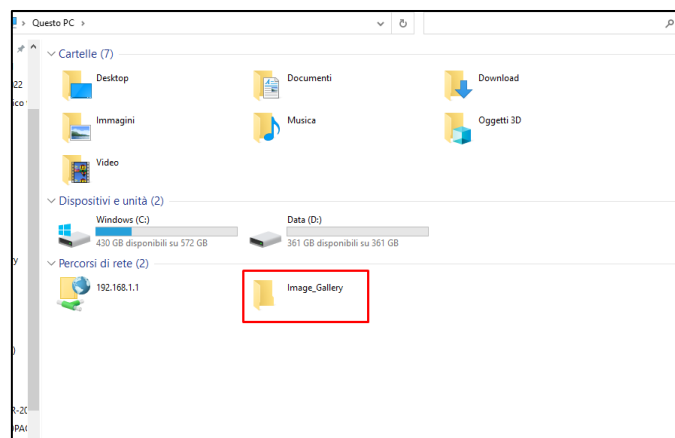 Questo PC
Cartelle (7)
Desktop
Documenti
Download
Immagini
Musica
Oggetti 3D
Video
Dispositivi e unità (2)
Windows (C:)
430 GB disponibili su 572 GB
Data (D:)
361 GB disponibili su 361 GB
Percorsi di rete (2)
192.168.1.1
Image_Gallery